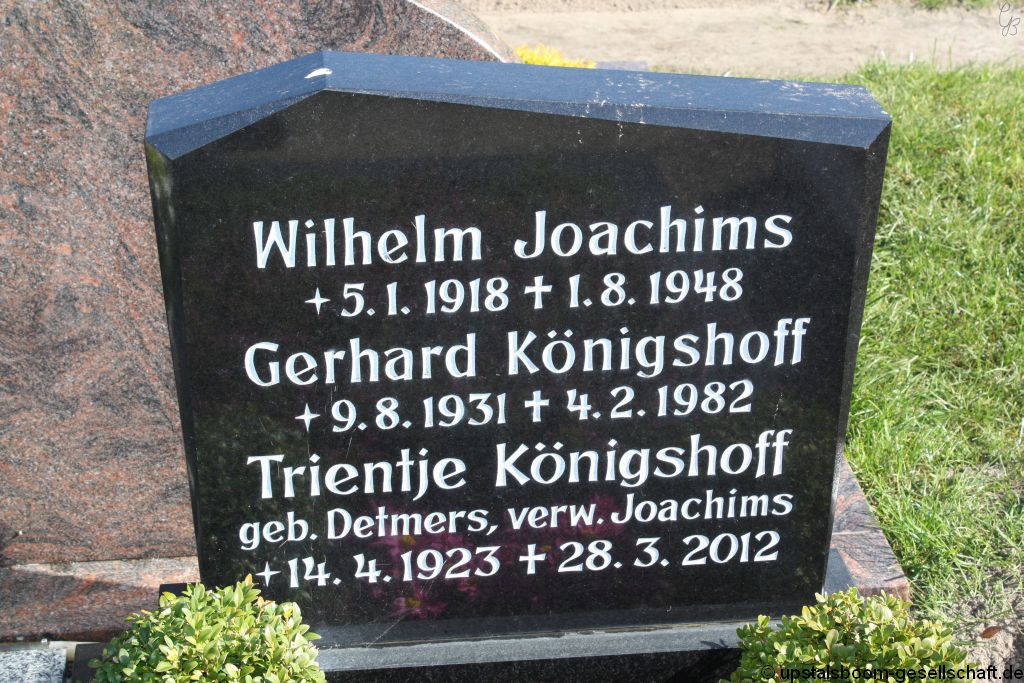 Wilhelm Joachims
✦ 5. 1. 1918 ✝ 1. 8. 1948
Gerhard Königshoff
✦ 9. 8. 1931 ✝ 4. 2. 1982
Trientje Königshoff
geb. Detmers, verw. Joachims
✦ 14. 4. 1923 ✝ 28. 3. 2012
© upstalsboom-gesellschaft.de